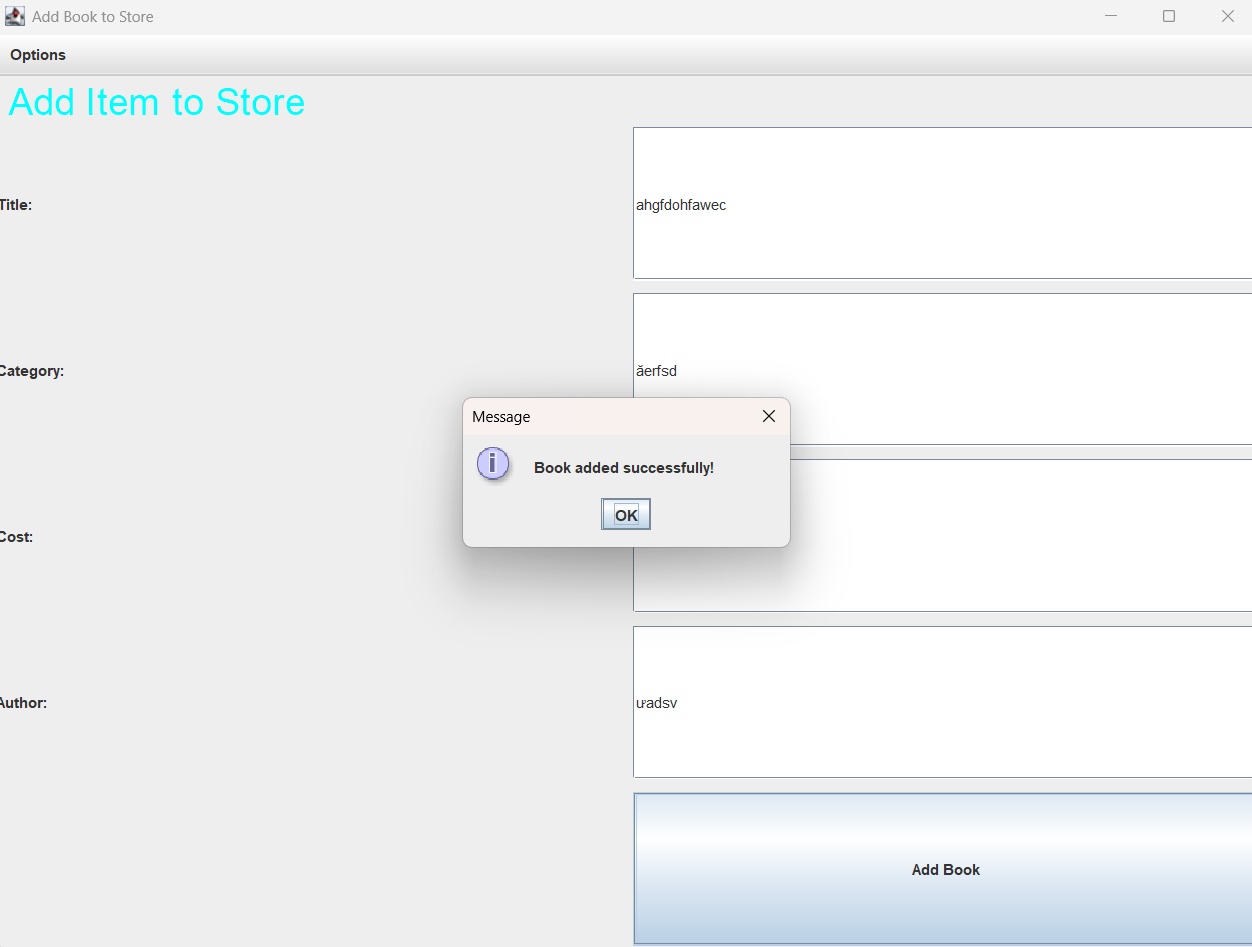 Add Book to Store
Options
Add Item to Store
Title:
ahgfdohfawec
Category:
ăerfsd
Message
Book added successfully!
OK
Cost:
Author:
ưadsv
Add Book